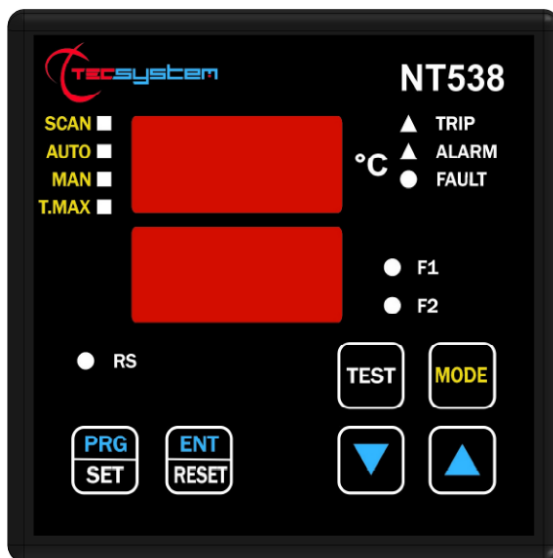 TECSYSTEM
NT538
SCAN
AUTO
MAN
T.MAX
°C
TRIP
ALARM
FAULT
F1
F2
RS
TEST
MODE
PRG
SET
ENT
RESET